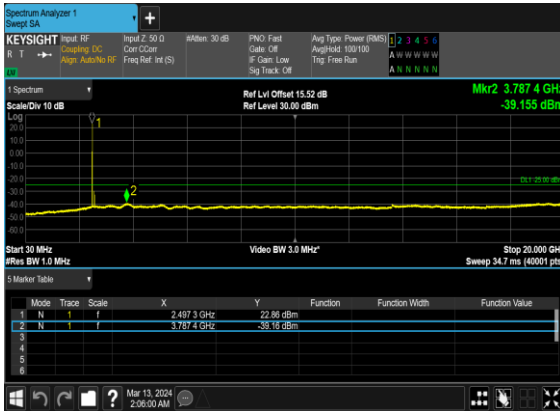 Spectrum Analyzer 1
Swept SA
+
KEYSIGHT Input: RF Input Z: 50 Ω #Atten: 30 dB PNO: Fast Avg Type: Power (RMS) 1 2 3 4 5 6
R T Coupling: DC Corr CCorr Gate: Off Avg|Hold: 100/100 A W W W W W
Align: Auto/No RF Freq Ref: Int (S) IF Gain: Low Trig: Free Run
Sig Track: Off A N N N N N
1 Spectrum Ref Lvl Offset 15.52 dB Mkr2 3.787 4 GHz
Scale/Div 10 dB Ref Level 30.00 dBm -39.155 dBm
Log
20.0
10.0
0.00
-10.0
-20.0
DL1 -25.00 dBm
-30.0
-40.0
-50.0
-60.0
1
2
Start 30 MHz Video BW 3.0 MHz* Stop 20.000 GHz
#Res BW 1.0 MHz Sweep 34.7 ms (40001 pts)
5 Marker Table
Mode Trace Scale X Y Function Function Width Function Value
1 N 1 f 2.497 3 GHz 22.86 dBm
2 N 1 f 3.787 4 GHz -39.16 dBm
3
4
5
6
? Mar 13, 2024
2:06:00 AM